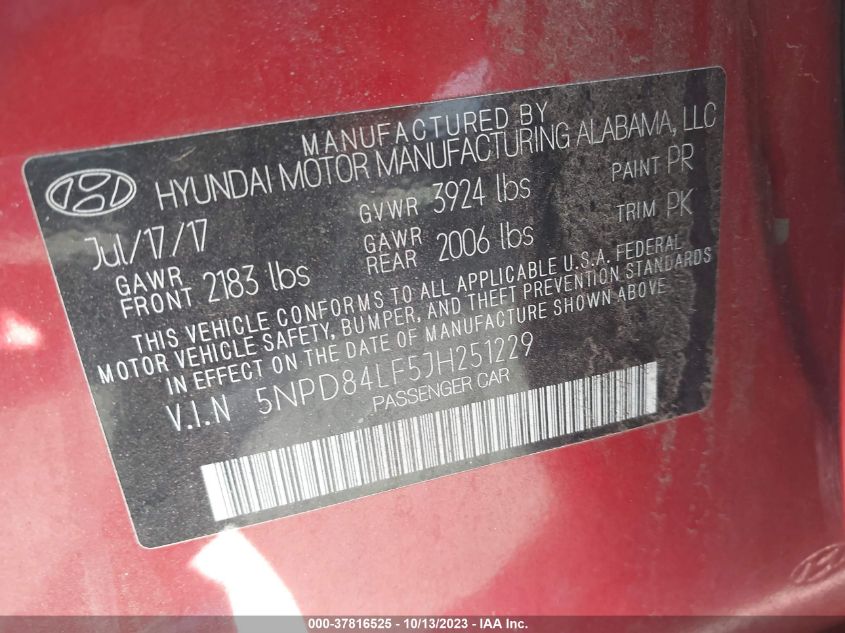 MANUFACTURED BY
HYUNDAI MOTOR MANUFACTURING ALABAMA, LLC
Jul/17/17 GVWR 3924 lbs PAINT PR
GAWR FRONT 2183 lbs GAWR REAR 2006 lbs TRIM PK
THIS VEHICLE CONFORMS TO ALL APPLICABLE U.S.A. FEDERAL
MOTOR VEHICLE SAFETY, BUMPER, AND THEFT PREVENTION STANDARDS
IN EFFECT ON THE DATE OF MANUFACTURE SHOWN ABOVE
V.I.N 5NPD84LF5JH251229
PASSENGER CAR
000-37816525 - 10/13/2023 - IAA Inc.